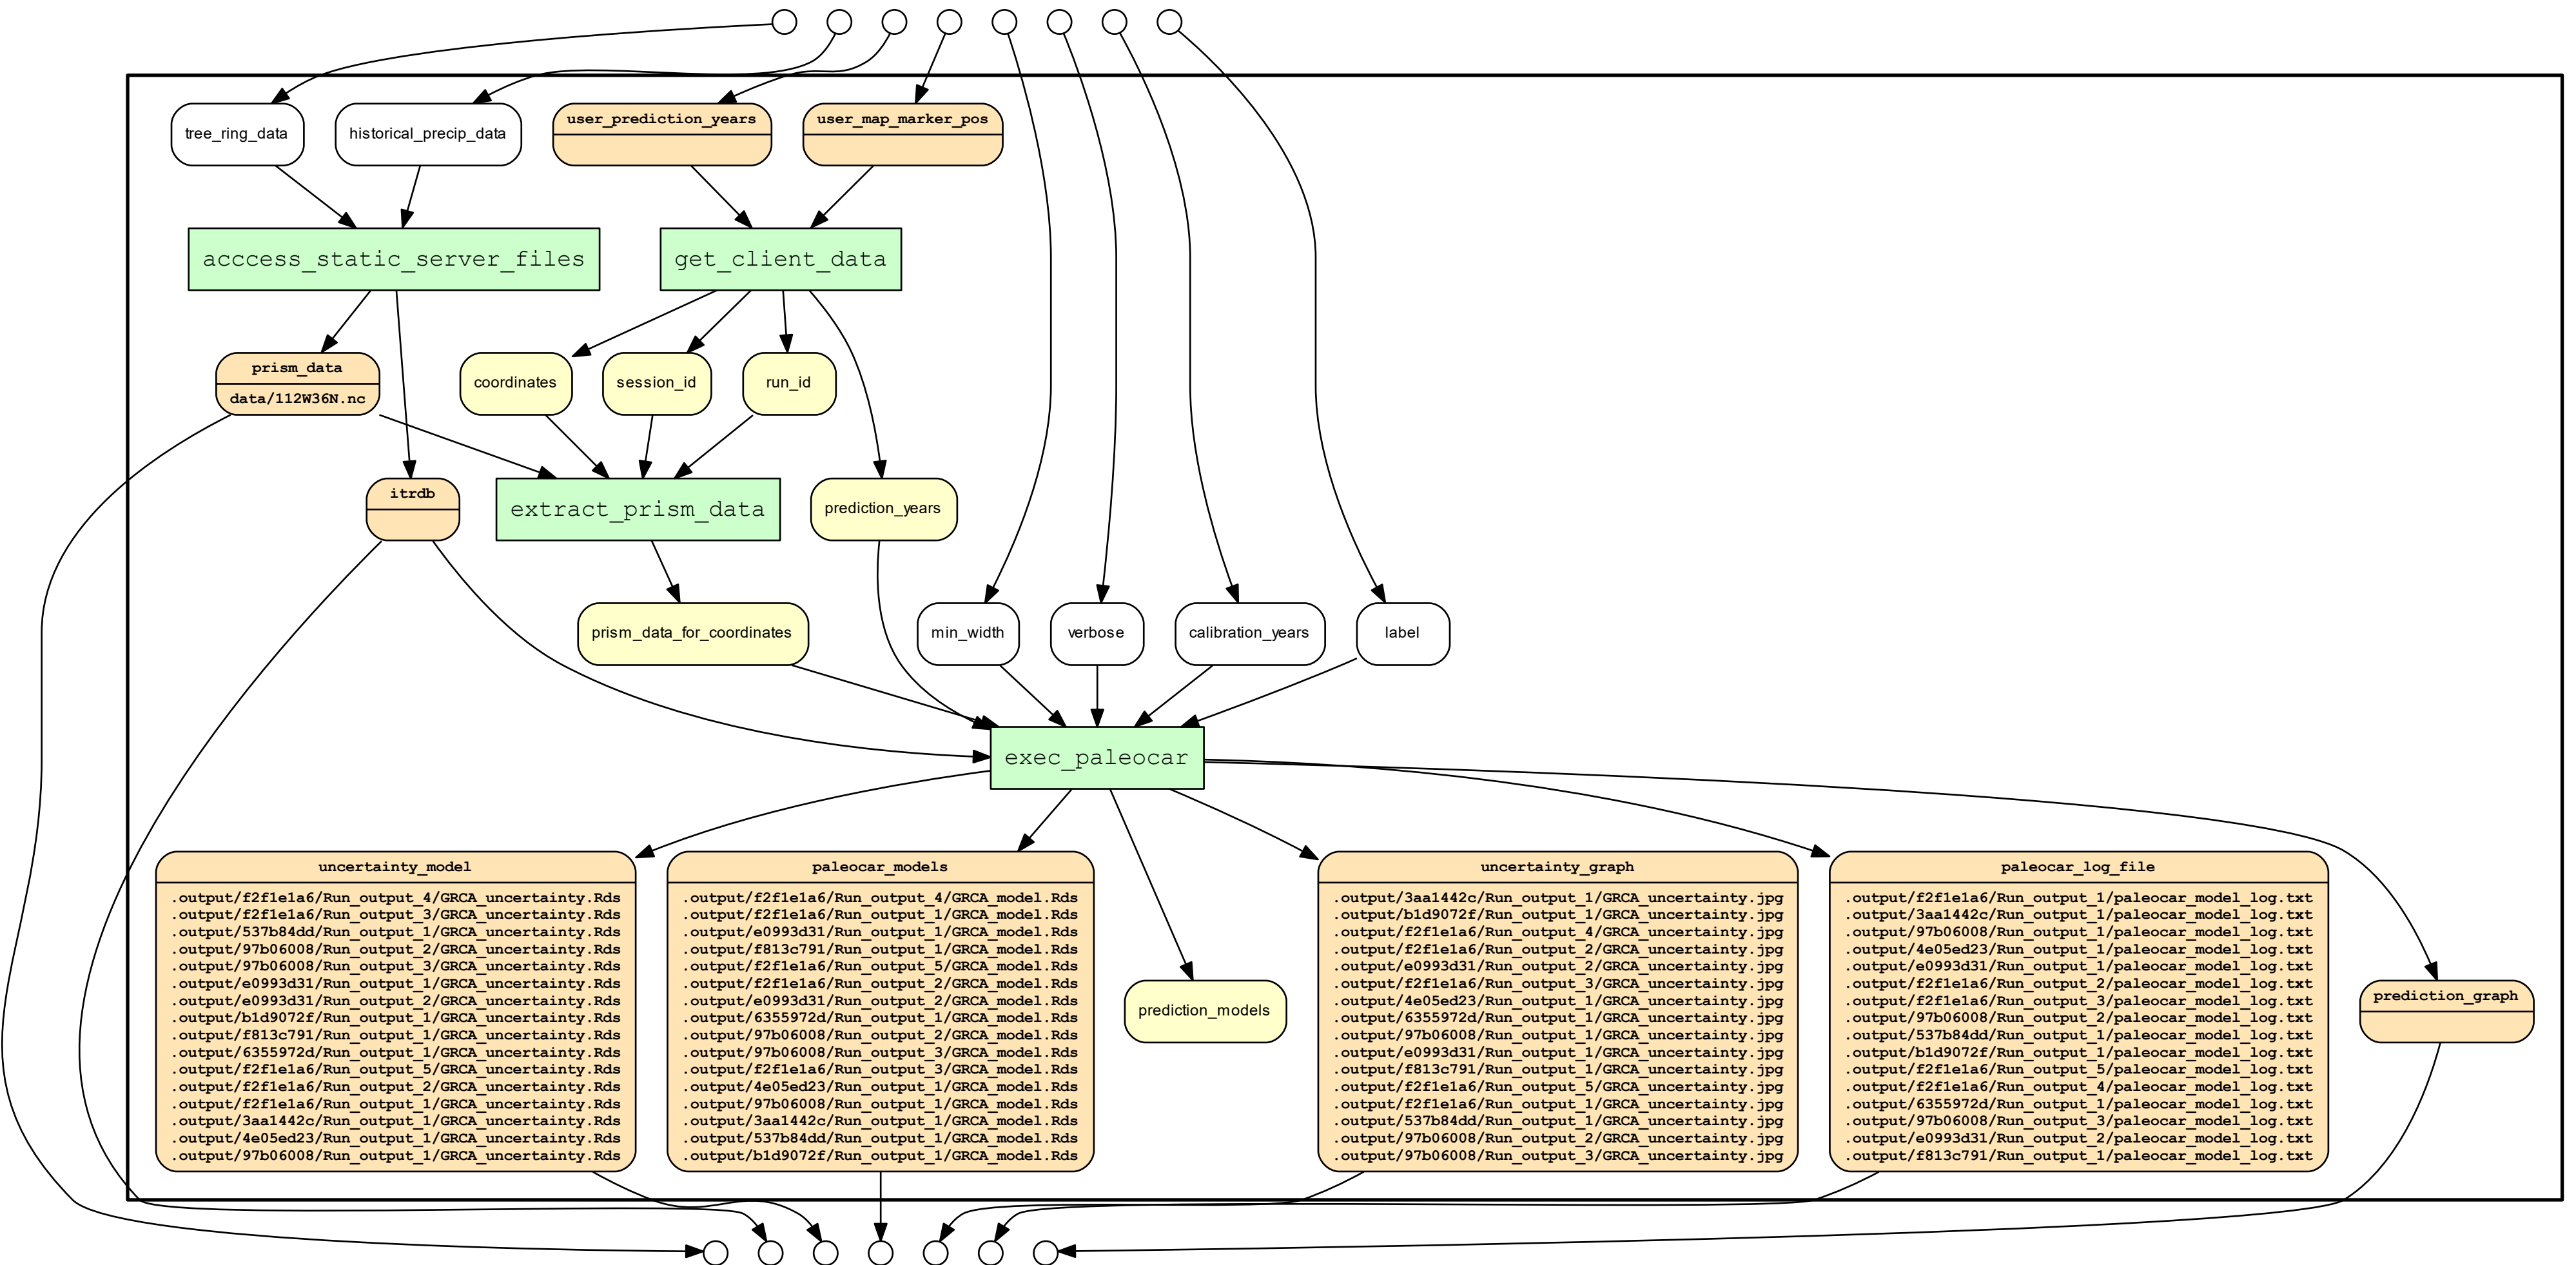 tree_ring_data
historical_precip_data
user_prediction_years
user_map_marker_pos
acccess_static_server_files
get_client_data
prism_data
data/112W36N.nc
coordinates
session_id
run_id
itrdb
extract_prism_data
prediction_years
prism_data_for_coordinates
min_width
verbose
calibration_years
label
exec_paleocar
uncertainty_model
.output/f2f1e1a6/Run_output_4/GRCA_uncertainty.Rds
.output/f2f1e1a6/Run_output_3/GRCA_uncertainty.Rds
.output/537b84dd/Run_output_1/GRCA_uncertainty.Rds
.output/97b06008/Run_output_2/GRCA_uncertainty.Rds
.output/97b06008/Run_output_3/GRCA_uncertainty.Rds
.output/e0993d31/Run_output_1/GRCA_uncertainty.Rds
.output/e0993d31/Run_output_2/GRCA_uncertainty.Rds
.output/b1d9072f/Run_output_1/GRCA_uncertainty.Rds
.output/f813c791/Run_output_1/GRCA_uncertainty.Rds
.output/6355972d/Run_output_1/GRCA_uncertainty.Rds
.output/f2f1e1a6/Run_output_5/GRCA_uncertainty.Rds
.output/f2f1e1a6/Run_output_2/GRCA_uncertainty.Rds
.output/f2f1e1a6/Run_output_1/GRCA_uncertainty.Rds
.output/3aa1442c/Run_output_1/GRCA_uncertainty.Rds
.output/4e05ed23/Run_output_1/GRCA_uncertainty.Rds
.output/97b06008/Run_output_1/GRCA_uncertainty.Rds
paleocar_models
.output/f2f1e1a6/Run_output_4/GRCA_model.Rds
.output/f2f1e1a6/Run_output_1/GRCA_model.Rds
.output/e0993d31/Run_output_1/GRCA_model.Rds
.output/f813c791/Run_output_1/GRCA_model.Rds
.output/f2f1e1a6/Run_output_5/GRCA_model.Rds
.output/f2f1e1a6/Run_output_2/GRCA_model.Rds
.output/e0993d31/Run_output_2/GRCA_model.Rds
.output/6355972d/Run_output_1/GRCA_model.Rds
.output/97b06008/Run_output_2/GRCA_model.Rds
.output/97b06008/Run_output_3/GRCA_model.Rds
.output/f2f1e1a6/Run_output_3/GRCA_model.Rds
.output/4e05ed23/Run_output_1/GRCA_model.Rds
.output/97b06008/Run_output_1/GRCA_model.Rds
.output/3aa1442c/Run_output_1/GRCA_model.Rds
.output/537b84dd/Run_output_1/GRCA_model.Rds
.output/b1d9072f/Run_output_1/GRCA_model.Rds
prediction_models
uncertainty_graph
.output/3aa1442c/Run_output_1/GRCA_uncertainty.jpg
.output/b1d9072f/Run_output_1/GRCA_uncertainty.jpg
.output/f2f1e1a6/Run_output_4/GRCA_uncertainty.jpg
.output/f2f1e1a6/Run_output_2/GRCA_uncertainty.jpg
.output/e0993d31/Run_output_2/GRCA_uncertainty.jpg
.output/f2f1e1a6/Run_output_3/GRCA_uncertainty.jpg
.output/4e05ed23/Run_output_1/GRCA_uncertainty.jpg
.output/6355972d/Run_output_1/GRCA_uncertainty.jpg
.output/97b06008/Run_output_1/GRCA_uncertainty.jpg
.output/e0993d31/Run_output_1/GRCA_uncertainty.jpg
.output/f813c791/Run_output_1/GRCA_uncertainty.jpg
.output/f2f1e1a6/Run_output_5/GRCA_uncertainty.jpg
.output/f2f1e1a6/Run_output_1/GRCA_uncertainty.jpg
.output/537b84dd/Run_output_1/GRCA_uncertainty.jpg
.output/97b06008/Run_output_2/GRCA_uncertainty.jpg
.output/97b06008/Run_output_3/GRCA_uncertainty.jpg
paleocar_log_file
.output/f2f1e1a6/Run_output_1/paleocar_model_log.txt
.output/3aa1442c/Run_output_1/paleocar_model_log.txt
.output/97b06008/Run_output_1/paleocar_model_log.txt
.output/4e05ed23/Run_output_1/paleocar_model_log.txt
.output/e0993d31/Run_output_1/paleocar_model_log.txt
.output/f2f1e1a6/Run_output_2/paleocar_model_log.txt
.output/f2f1e1a6/Run_output_3/paleocar_model_log.txt
.output/97b06008/Run_output_2/paleocar_model_log.txt
.output/537b84dd/Run_output_1/paleocar_model_log.txt
.output/b1d9072f/Run_output_1/paleocar_model_log.txt
.output/f2f1e1a6/Run_output_5/paleocar_model_log.txt
.output/f2f1e1a6/Run_output_4/paleocar_model_log.txt
.output/6355972d/Run_output_1/paleocar_model_log.txt
.output/97b06008/Run_output_3/paleocar_model_log.txt
.output/e0993d31/Run_output_2/paleocar_model_log.txt
.output/f813c791/Run_output_1/paleocar_model_log.txt
prediction_graph